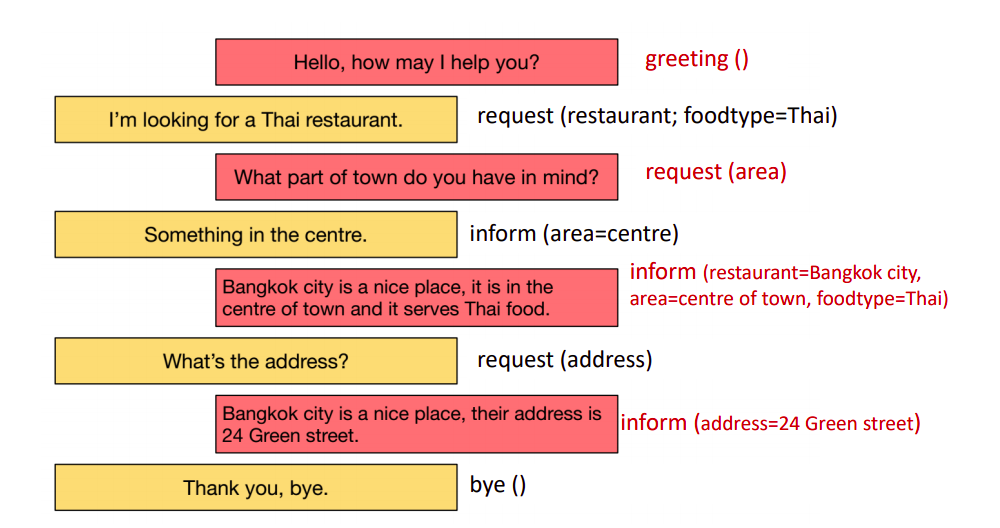 Hello, how may I help you?
greeting ()
I'm looking for a Thai restaurant.
request (restaurant; foodtype=Thai)
What part of town do you have in mind?
request (area)
Something in the centre.
inform (area=centre)
Bangkok city is a nice place, it is in the
centre of town and it serves Thai food.
inform (restaurant=Bangkok city,
area=centre of town, foodtype=Thai)
What's the address?
request (address)
Bangkok city is a nice place, their address is
24 Green street.
inform (address=24 Green street)
Thank you, bye.
bye ()